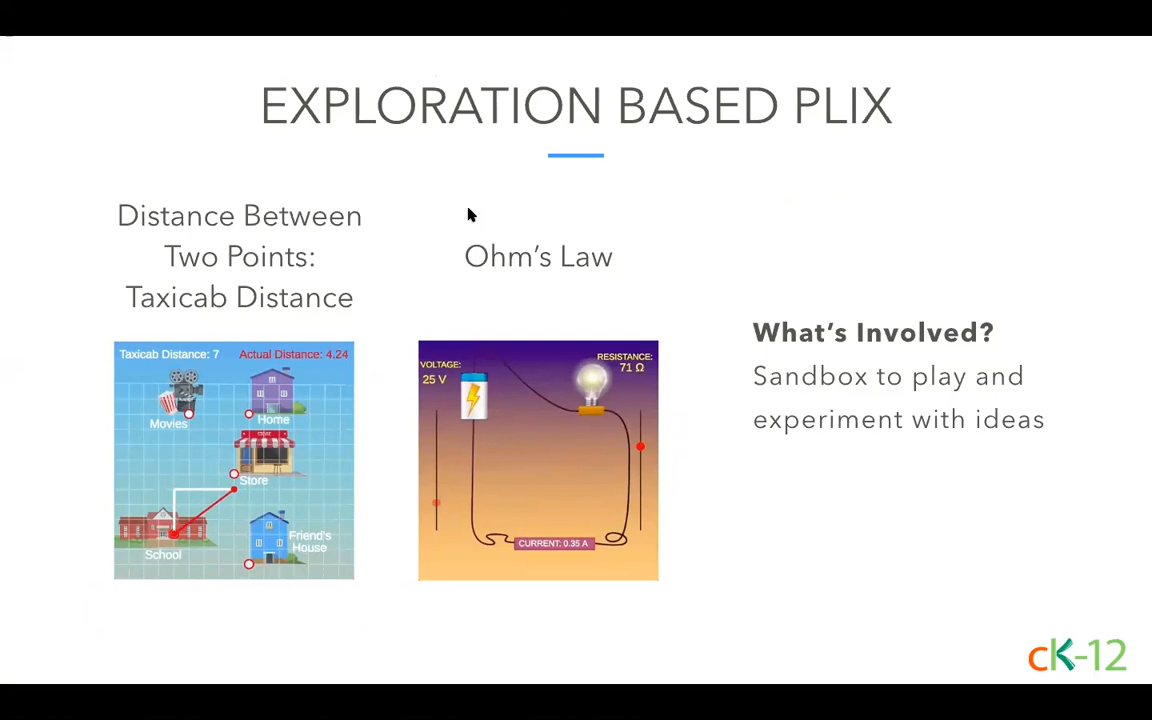 EXPLORATION BASED PLIX
Distance Between
Two Points:
Taxicab Distance
Ohm's Law
Taxicab Distance: 7
Actual Distance: 4.24
Movies
Home
STORE
Store
School
Friend's
House
VOLTAGE:
25 V
RESISTANCE:
71 Ω
CURRENT: 0.35 A
What's Involved?
Sandbox to play and
experiment with ideas
cK-12